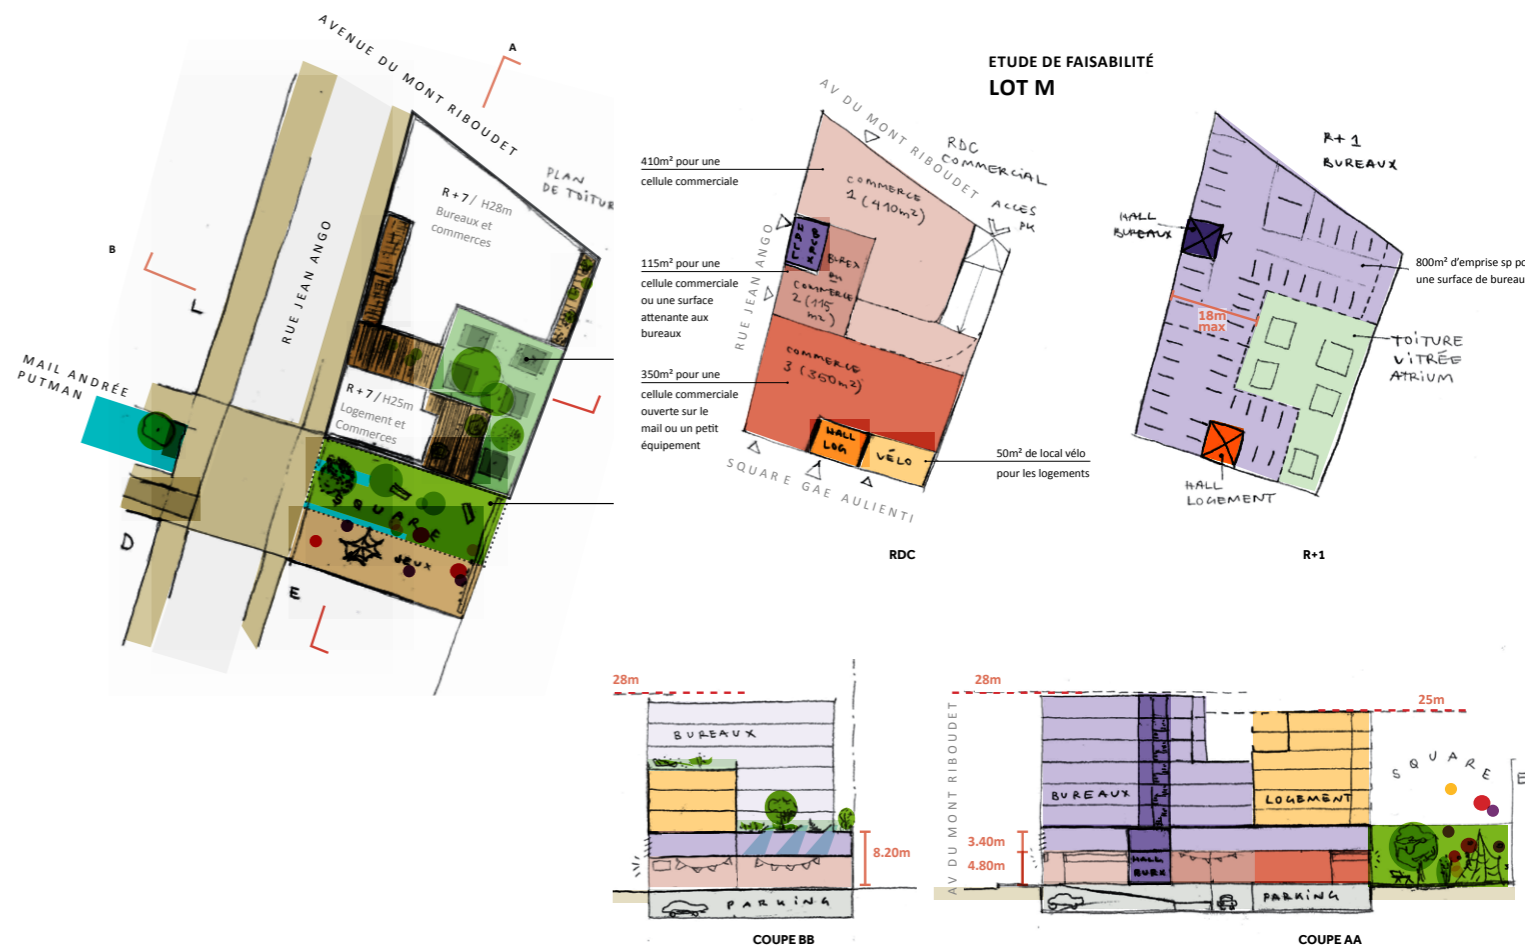 ETUDE DE FAISABILITÉ
LOT M
AVENUE DU MONT RIBOUDET
A
PLAN
DE TOITUR
R + 7 / H28m
Bureaux et
commerces
B
RUE JEAN ANGO
L
MAIL ANDRÉE
PUTMAN
R + 7 / H25m
Logement et
Commerces
SQUARE
JEUX
D
E
AV DU MONT RIBOUDET
RDC
COMMERCIAL
ACCES
PK
410m² pour une
cellule commerciale
COMMERCE
1 (410m²)
HALL
BURX
RUE JEAN ANGO
115m² pour une
cellule commerciale
ou une surface
attenante aux
bureaux
BUREX
ou
COMMERCE
2 (115
m²)
350m² pour une
cellule commerciale
ouverte sur le
mail ou un petit
équipement
COMMERCE
3 (350m²)
HALL
LOG
VÉLO
50m² de local vélo
pour les logements
SQUARE GAE AULIENTI
RDC
R+1
BUREAUX
HALL
BUREAUX
800m² d'emprise sp po
une surface de bureau
18m
max
TOITURE
VITRÉE
ATRIUM
HALL
LOGEMENT
R+1
28m
BUREAUX
8.20m
PARKING
COUPE BB
28m
25m
AV DU MONT RIBOUDET
BUREAUX
LOGEMENT
SQUARE
E
3.40m
4.80m
HALL
BURX
PARKING
COUPE AA